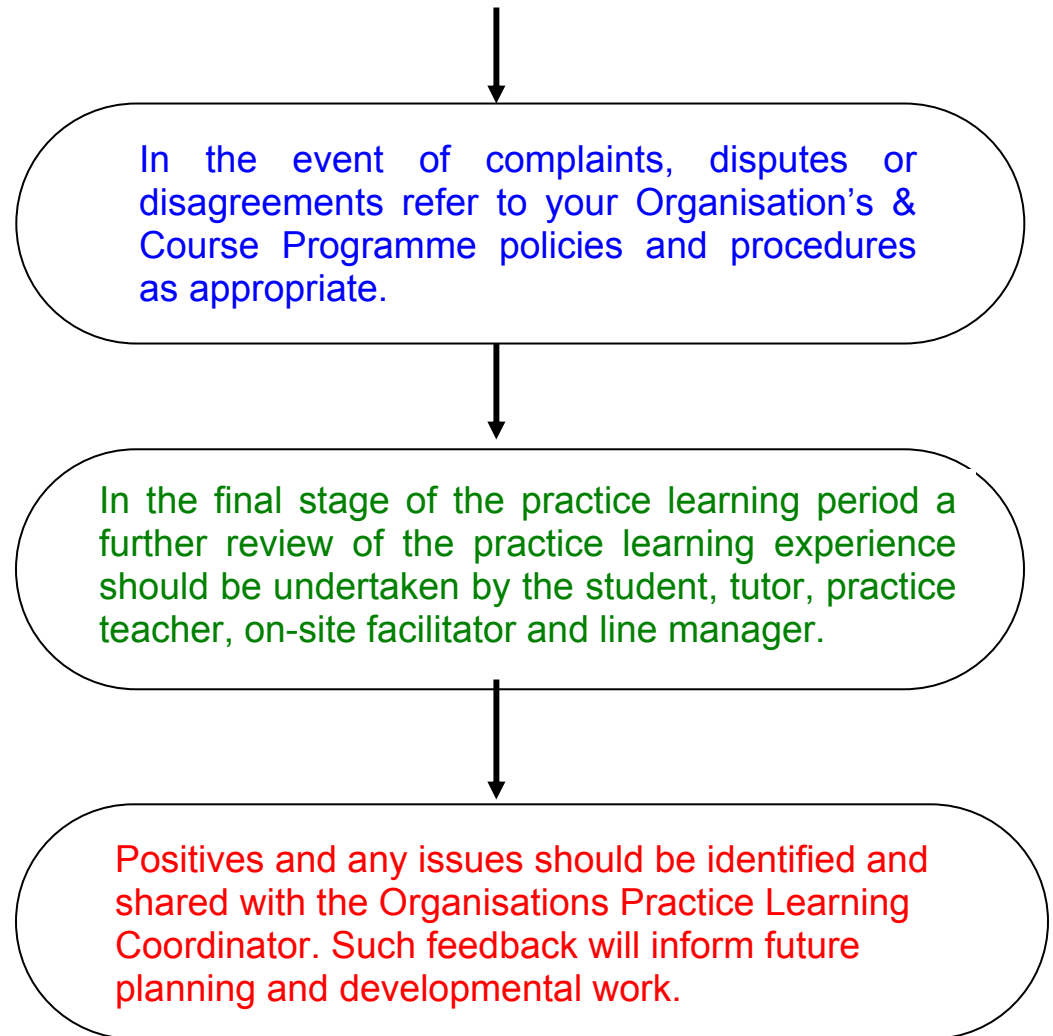 In the event of complaints, disputes or
disagreements refer to your Organisation’s &
Course Programme policies and procedures
as appropriate.
In the final stage of the practice learning period a
further review of the practice learning experience
should be undertaken by the student, tutor, practice
teacher, on-site facilitator and line manager.
Positives and any issues should be identified and
shared with the Organisations Practice Learning
Coordinator. Such feedback will inform future
planning and developmental work.